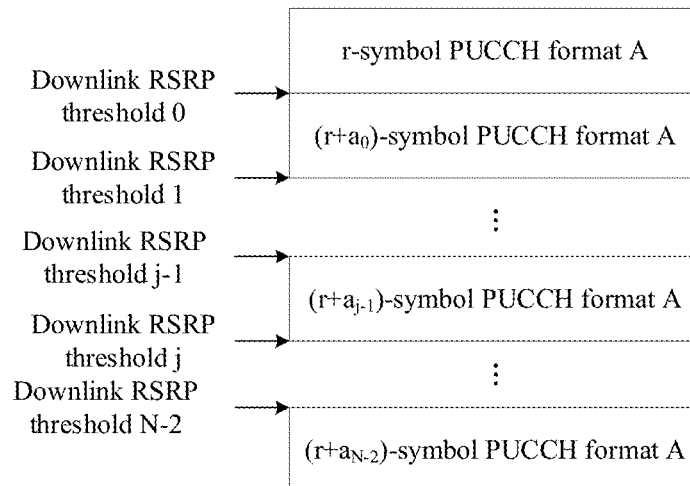 r-symbol PUCCH format A
Downlink RSRP
threshold 0
(r+a₀)-symbol PUCCH format A
Downlink RSRP
threshold 1
⋮
Downlink RSRP
threshold j-1
(r+aⱼ₋₁)-symbol PUCCH format A
Downlink RSRP
threshold j
⋮
Downlink RSRP
threshold N-2
(r+a_{N-2})-symbol PUCCH format A